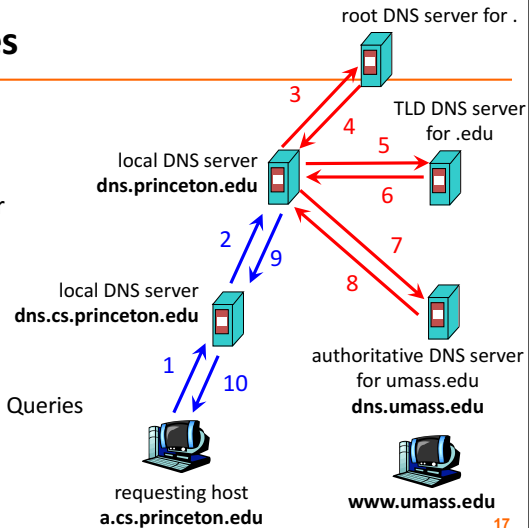 es
root DNS server for .
3
4
TLD DNS server
for .edu
5
6
local DNS server
dns.princeton.edu
r
2
9
7
8
local DNS server
dns.cs.princeton.edu
authoritative DNS server
for umass.edu
dns.umass.edu
1
10
Queries
requesting host
a.cs.princeton.edu
www.umass.edu
17